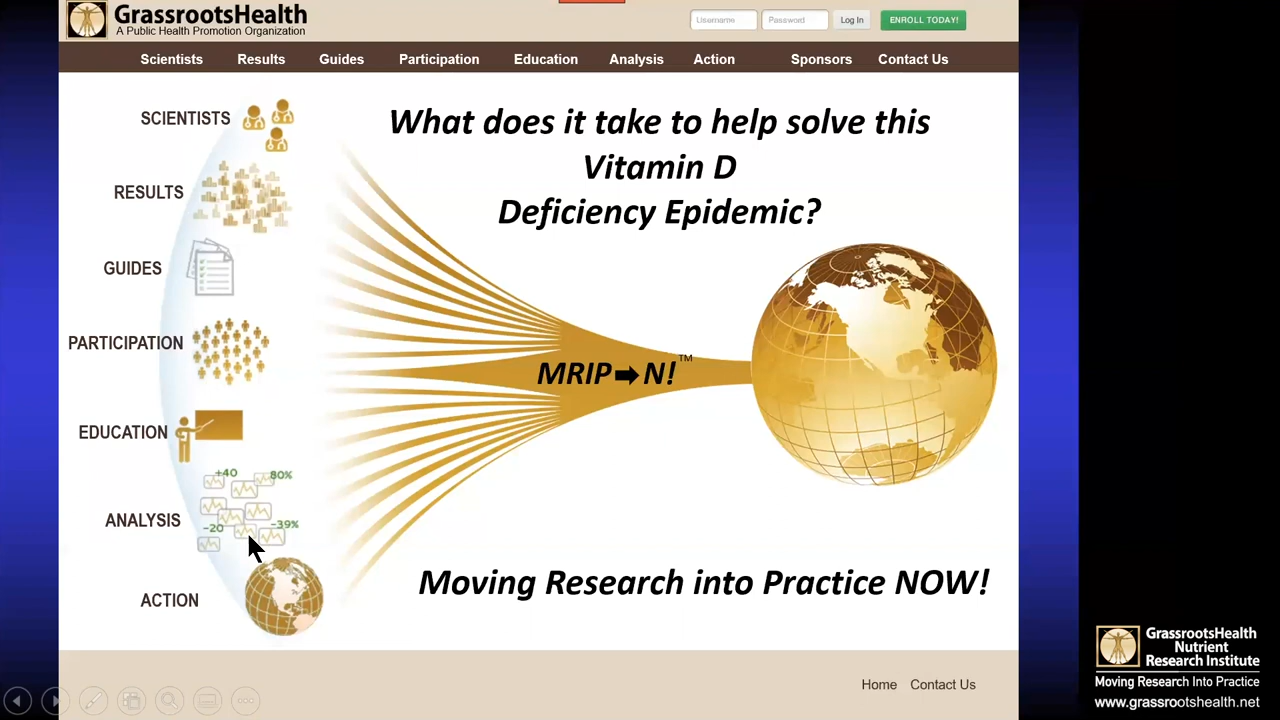 GrassrootsHealth
A Public Health Promotion Organization
Username Password Log In ENROLL TODAY!
Scientists Results Guides Participation Education Analysis Action Sponsors Contact Us
SCIENTISTS
RESULTS
GUIDES
PARTICIPATION
EDUCATION
ANALYSIS
+40
80%
-20
-39%
ACTION
What does it take to help solve this
Vitamin D
Deficiency Epidemic?
MRIP➡N!™
Moving Research into Practice NOW!
Home Contact Us
GrassrootsHealth
Nutrient
Research Institute
Moving Research Into Practice
www.grassrootshealth.net